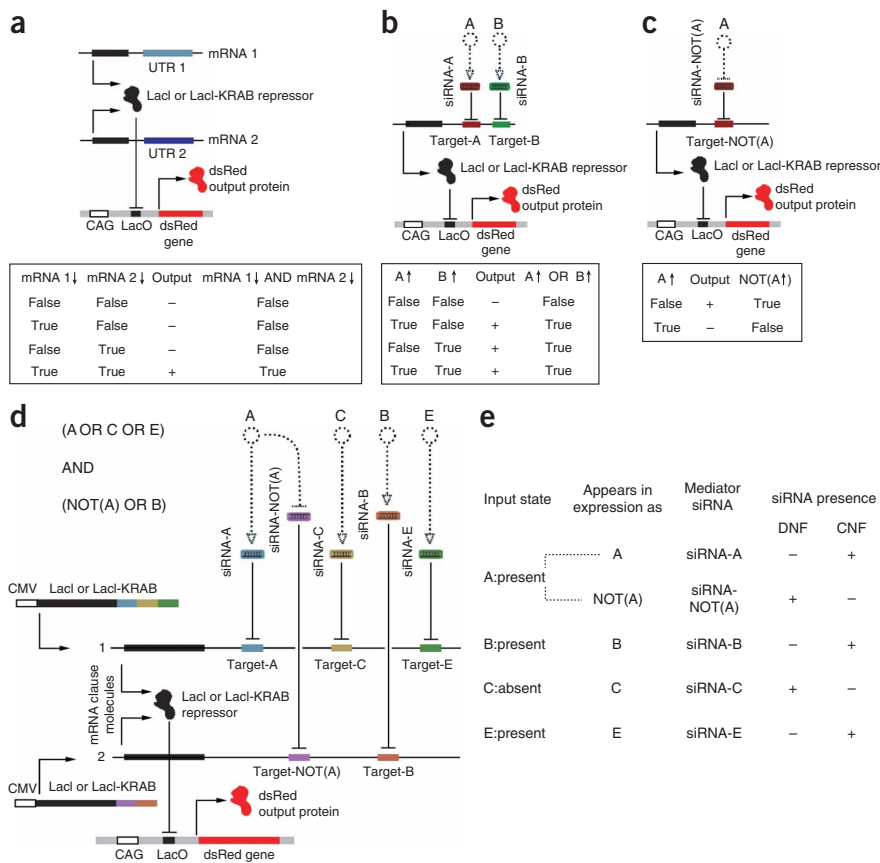 a
mRNA 1
UTR 1
LacI or LacI-KRAB repressor
mRNA 2
UTR 2
dsRed
output protein
CAG LacO dsRed
gene
mRNA 1↓ mRNA 2↓ Output mRNA 1↓ AND mRNA 2↓
False False – False
True False – False
False True – False
True True + True
b
A B
siRNA-A siRNA-B
Target-A Target-B
LacI or LacI-KRAB repressor
dsRed
output protein
CAG LacO dsRed
gene
A↑ B↑ Output A↑ OR B↑
False False – False
True False + True
False True + True
True True + True
c
A
siRNA-NOT(A)
Target-NOT(A)
LacI or LacI-KRAB repressor
dsRed
output protein
CAG LacO dsRed
gene
A↑ Output NOT(A↑)
False + True
True – False
d
(A OR C OR E)
AND
(NOT(A) OR B)
A C B E
siRNA-A siRNA-NOT(A) siRNA-C siRNA-B siRNA-E
CMV LacI or LacI-KRAB
1
Target-A Target-C Target-E
mRNA clause
molecules
LacI or LacI-KRAB
repressor
2
Target-NOT(A) Target-B
CMV LacI or LacI-KRAB
dsRed
output protein
CAG LacO dsRed gene
e
Input state Appears in
expression as Mediator
siRNA siRNA presence
DNF CNF
A:present A siRNA-A – +
NOT(A) siRNA-
NOT(A) + –
B:present B siRNA-B – +
C:absent C siRNA-C + –
E:present E siRNA-E – +